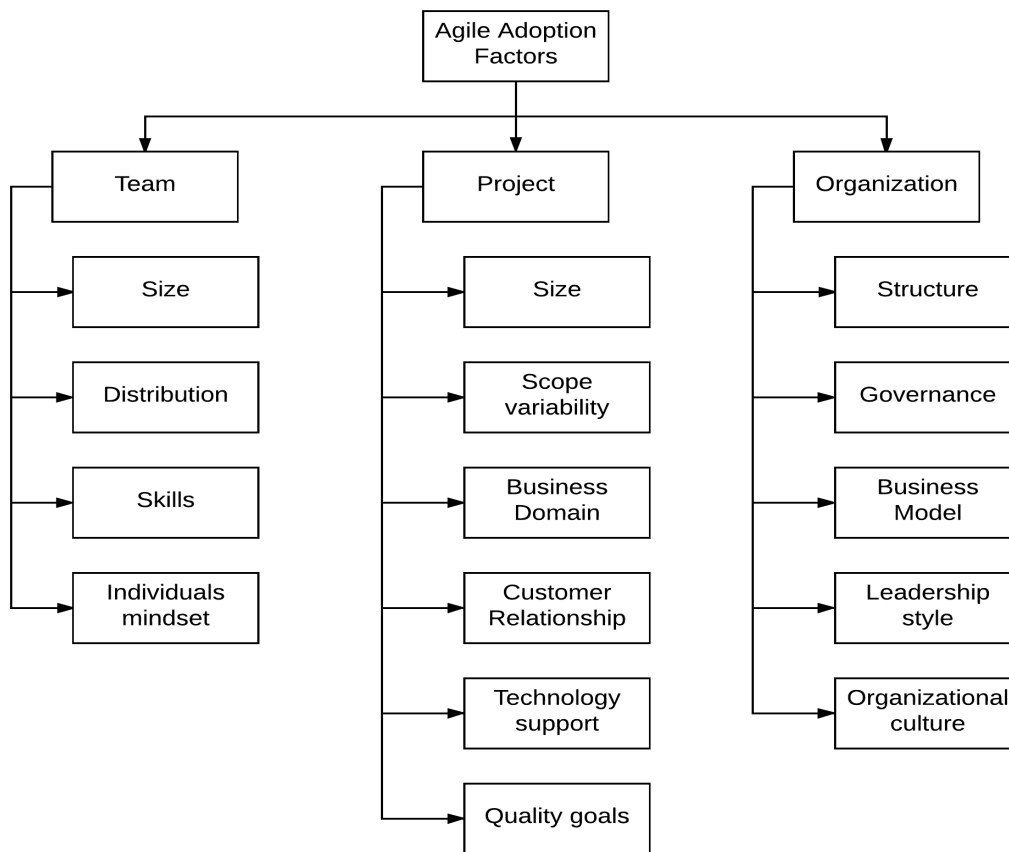 Agile Adoption
Factors
Team
Project
Organization
Size
Size
Structure
Distribution
Scope
variability
Governance
Skills
Business
Domain
Business
Model
Individuals
mindset
Customer
Relationship
Leadership
style
Technology
support
Organizational
culture
Quality goals